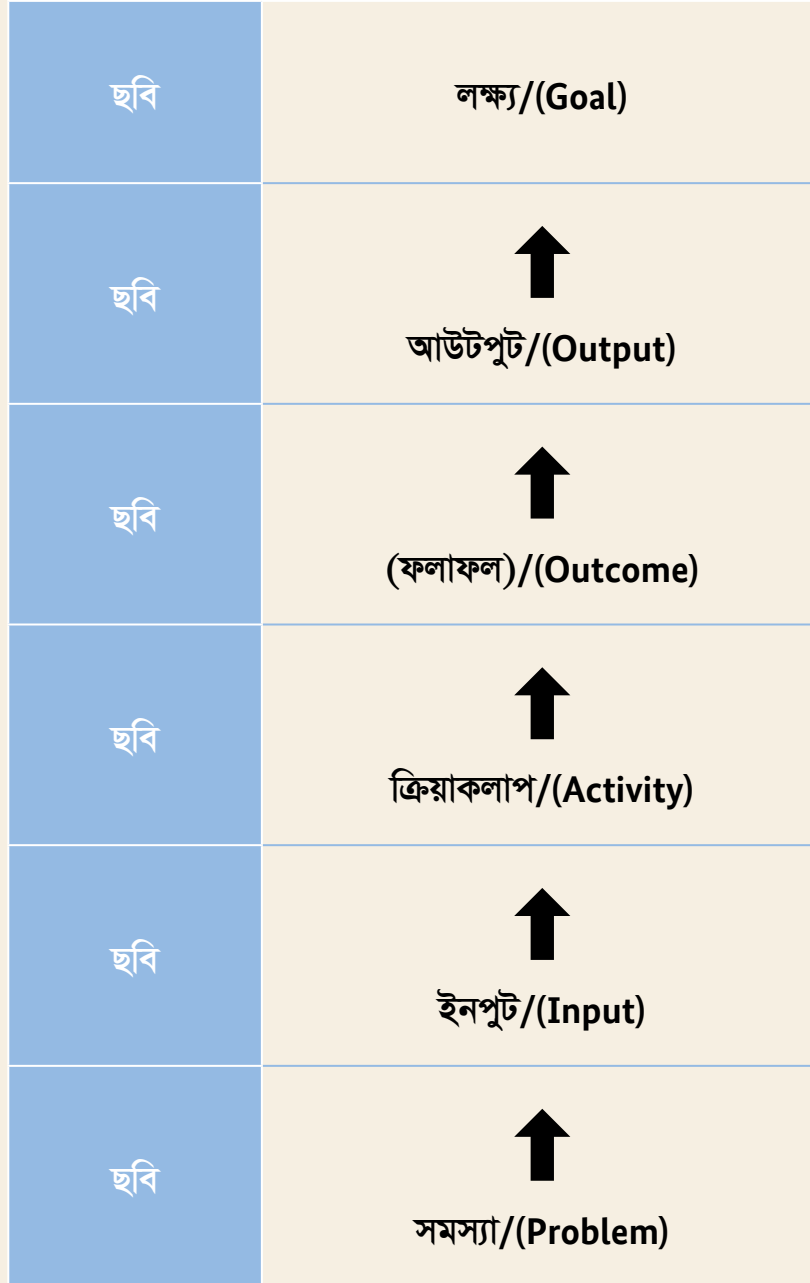 ছবি
লক্ষ্য/(Goal)
ছবি
আউটপুট/(Output)
ছবি
(ফলাফল)/(Outcome)
ছবি
ক্রিয়াকলাপ/(Activity)
ছবি
ইনপুট/(Input)
ছবি
সমস্যা/(Problem)